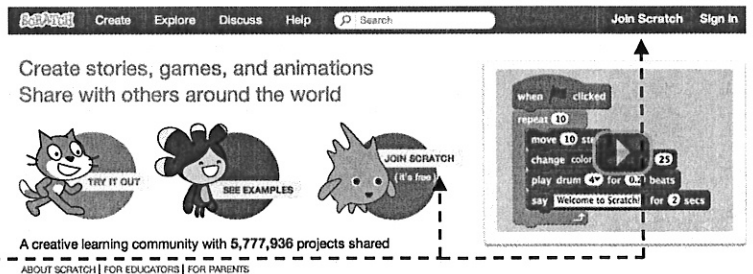 SCRATCH Create Explore Discuss Help Search Join Scratch Sign In
Create stories, games, and animations
Share with others around the world
TRY IT OUT
SEE EXAMPLES
JOIN SCRATCH
(it's free)
when clicked
repeat 10
move 10
change color 25
play drum 4 for 0.2 beats
say Welcome to Scratch! for 2 secs
A creative learning community with 5,777,936 projects shared
ABOUT SCRATCH | FOR EDUCATORS | FOR PARENTS